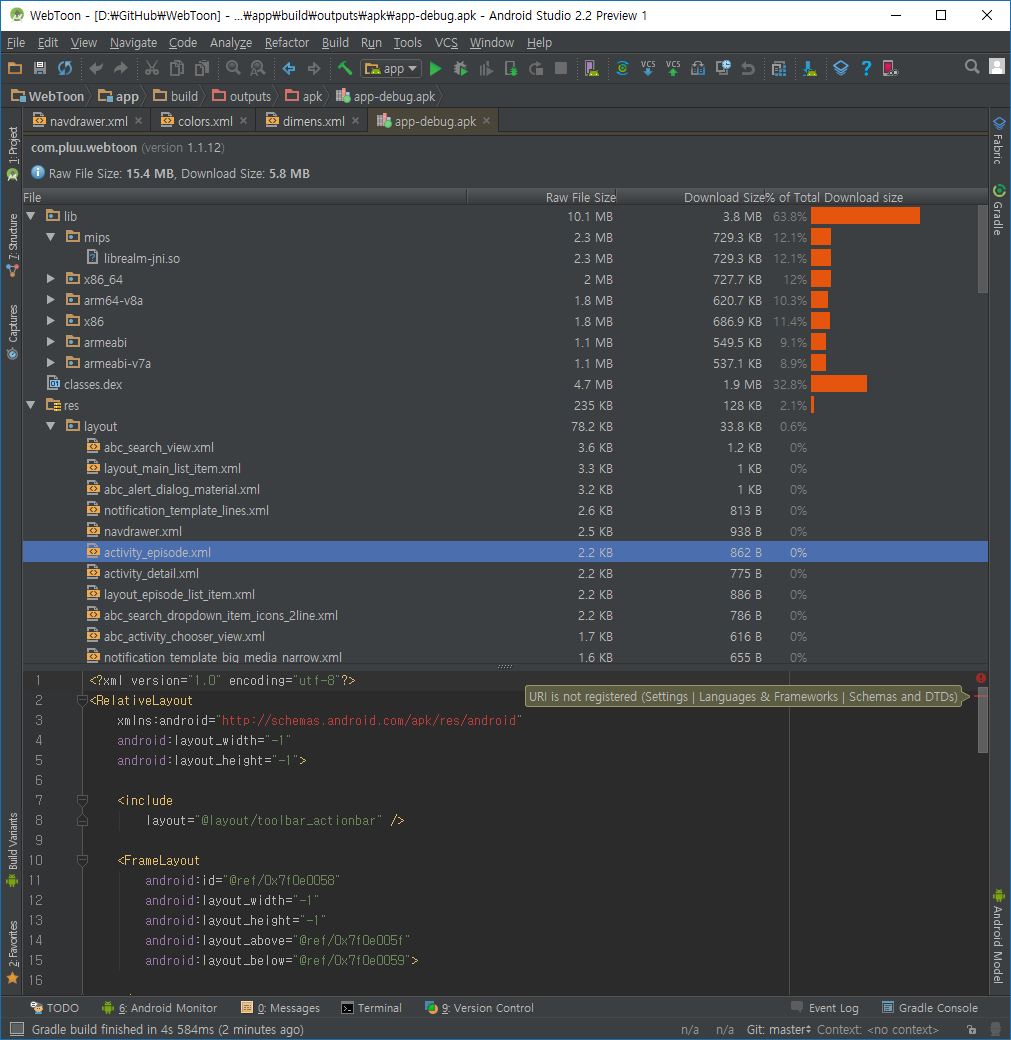 WebToon - [D:₩GitHub₩WebToon] - ...₩app₩build₩outputs₩apk₩app-debug.apk - Android Studio 2.2 Preview 1
File Edit View Navigate Code Analyze Refactor Build Run Tools VCS Window Help
app VCS VCS ?
WebToon app build outputs apk app-debug.apk
navdrawer.xml colors.xml dimens.xml app-debug.apk
com.pluu.webtoon (version 1.1.12)
Raw File Size: 15.4 MB, Download Size: 5.8 MB
File Raw File Size Download Size % of Total Download size
lib 10.1 MB 3.8 MB 63.8%
mips 2.3 MB 729.3 KB 12.1%
librealm-jni.so 2.3 MB 729.3 KB 12.1%
x86_64 2 MB 727.7 KB 12%
arm64-v8a 1.8 MB 620.7 KB 10.3%
x86 1.8 MB 686.9 KB 11.4%
armeabi 1.1 MB 549.5 KB 9.1%
armeabi-v7a 1.1 MB 537.1 KB 8.9%
classes.dex 4.7 MB 1.9 MB 32.8%
res 235 KB 128 KB 2.1%
layout 78.2 KB 33.8 KB 0.6%
abc_search_view.xml 3.6 KB 1.2 KB 0%
layout_main_list_item.xml 3.3 KB 1 KB 0%
abc_alert_dialog_material.xml 3.2 KB 1 KB 0%
notification_template_lines.xml 2.6 KB 813 B 0%
navdrawer.xml 2.5 KB 938 B 0%
activity_episode.xml 2.2 KB 862 B 0%
activity_detail.xml 2.2 KB 775 B 0%
layout_episode_list_item.xml 2.2 KB 886 B 0%
abc_search_dropdown_item_icons_2line.xml 2.2 KB 786 B 0%
abc_activity_chooser_view.xml 1.7 KB 616 B 0%
notification_template_big_media_narrow.xml 1.6 KB 655 B 0%
1 <?xml version="1.0" encoding="utf-8"?>
2 <RelativeLayout
URI is not registered (Settings | Languages & Frameworks | Schemas and DTDs)
3 xmlns:android="http://schemas.android.com/apk/res/android"
4 android:layout_width="-1"
5 android:layout_height="-1">
6
7 <include
8 layout="@layout/toolbar_actionbar" />
9
10 <FrameLayout
11 android:id="@ref/0x7f0e0058"
12 android:layout_width="-1"
13 android:layout_height="-1"
14 android:layout_above="@ref/0x7f0e005f"
15 android:layout_below="@ref/0x7f0e0059">
16
1: Project
7: Structure
Captures
Build Variants
2: Favorites
Fabric
Gradle
Android Model
TODO 6: Android Monitor 0: Messages Terminal 9: Version Control Event Log Gradle Console
Gradle build finished in 4s 584ms (2 minutes ago) n/a n/a Git: master Context: <no context>